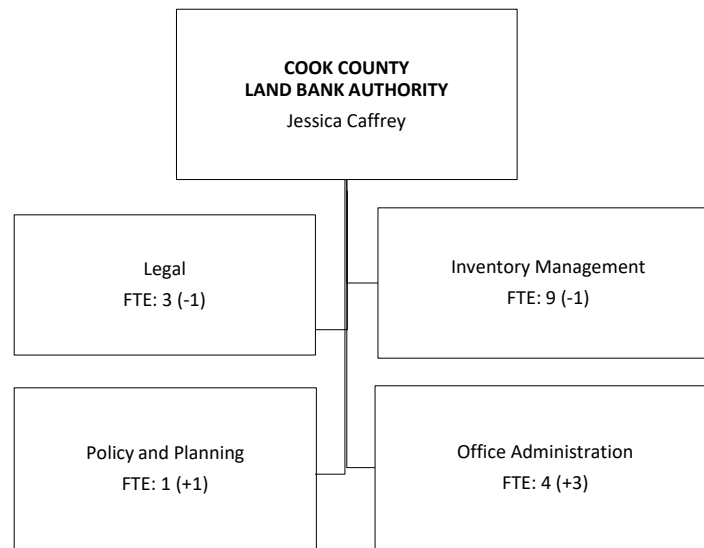 COOK COUNTY
LAND BANK AUTHORITY
Jessica Caffrey
Legal
FTE: 3 (-1)
Inventory Management
FTE: 9 (-1)
Policy and Planning
FTE: 1 (+1)
Office Administration
FTE: 4 (+3)